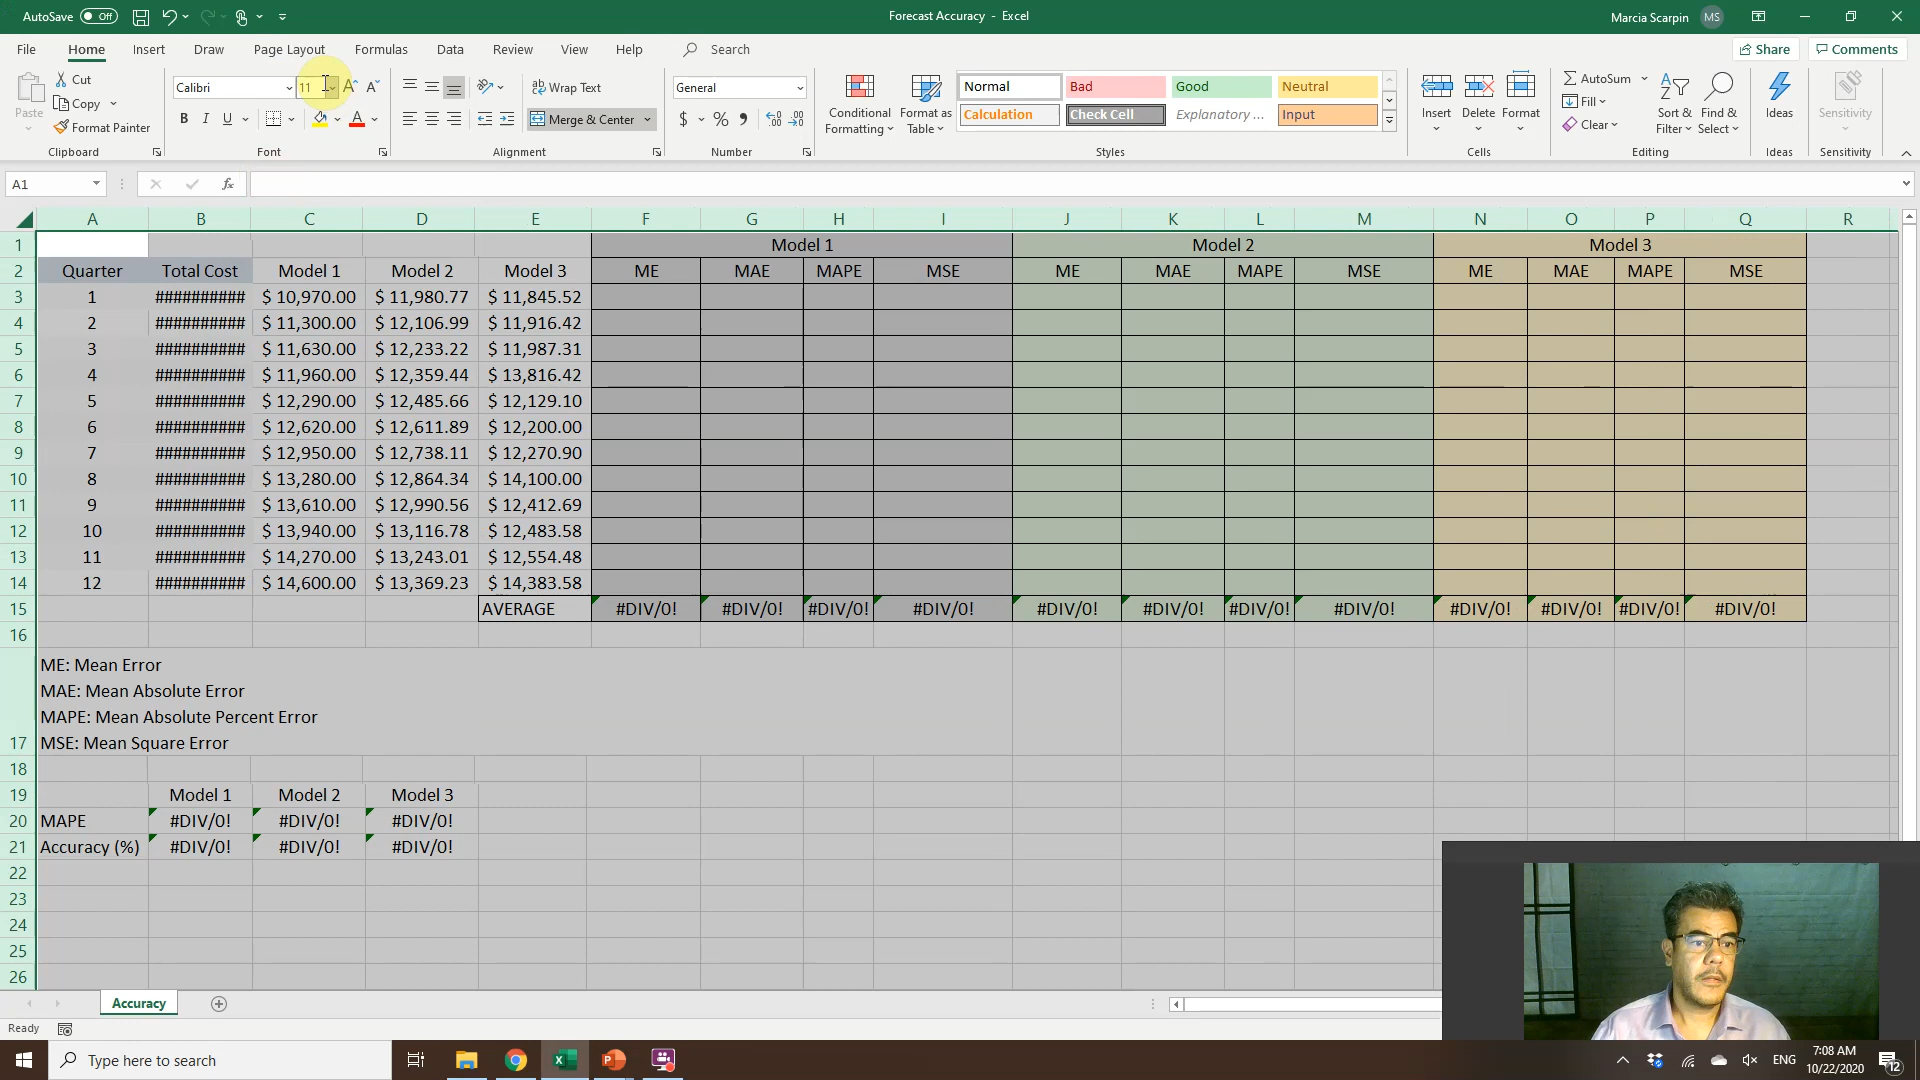 AutoSave Off
Forecast Accuracy - Excel
Marcia Scarpin MS
File Home Insert Draw Page Layout Formulas Data Review View Help Search
Share Comments
Paste
Cut
Copy
Format Painter
Clipboard
Calibri 11
B I U
Font
Wrap Text
Merge & Center
Alignment
General
$ % 9
Number
Conditional Formatting
Format as Table
Normal Bad Good Neutral
Calculation Check Cell Explanatory ... Input
Styles
Insert Delete Format
Cells
AutoSum
Fill
Clear
Sort & Filter
Find & Select
Editing
Ideas
Ideas
Sensitivity
Sensitivity
A1 fx
A B C D E F G H I J K L M N O P Q R
1 Model 1 Model 2 Model 3
2 Quarter Total Cost Model 1 Model 2 Model 3 ME MAE MAPE MSE ME MAE MAPE MSE ME MAE MAPE MSE
3 1 ########## $ 10,970.00 $ 11,980.77 $ 11,845.52
4 2 ########## $ 11,300.00 $ 12,106.99 $ 11,916.42
5 3 ########## $ 11,630.00 $ 12,233.22 $ 11,987.31
6 4 ########## $ 11,960.00 $ 12,359.44 $ 13,816.42
7 5 ########## $ 12,290.00 $ 12,485.66 $ 12,129.10
8 6 ########## $ 12,620.00 $ 12,611.89 $ 12,200.00
9 7 ########## $ 12,950.00 $ 12,738.11 $ 12,270.90
10 8 ########## $ 13,280.00 $ 12,864.34 $ 14,100.00
11 9 ########## $ 13,610.00 $ 12,990.56 $ 12,412.69
12 10 ########## $ 13,940.00 $ 13,116.78 $ 12,483.58
13 11 ########## $ 14,270.00 $ 13,243.01 $ 12,554.48
14 12 ########## $ 14,600.00 $ 13,369.23 $ 14,383.58
15 AVERAGE #DIV/0! #DIV/0! #DIV/0! #DIV/0! #DIV/0! #DIV/0! #DIV/0! #DIV/0! #DIV/0! #DIV/0! #DIV/0! #DIV/0!
16
ME: Mean Error
MAE: Mean Absolute Error
MAPE: Mean Absolute Percent Error
17 MSE: Mean Square Error
18
19 Model 1 Model 2 Model 3
20 MAPE #DIV/0! #DIV/0! #DIV/0!
21 Accuracy (%) #DIV/0! #DIV/0! #DIV/0!
22
23
24
25
26
Accuracy
Ready
Type here to search
ENG
7:08 AM
10/22/2020
12